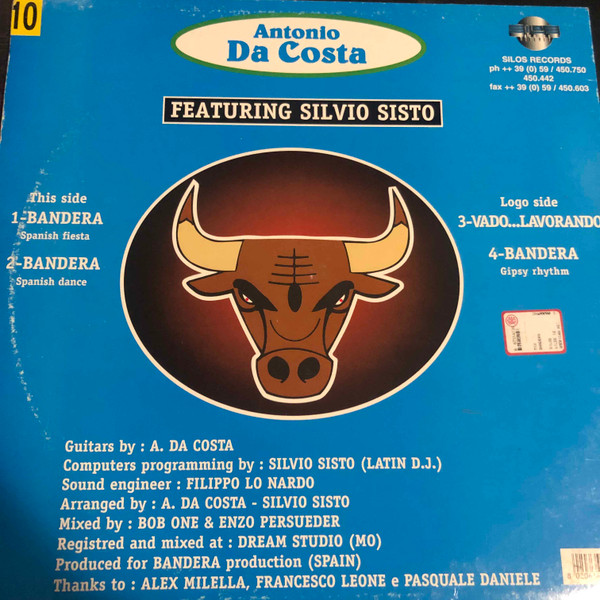 10
Antonio
Da Costa
SILOS RECORDS
ph ++ 39 (0) 59 / 450.750
450.442
fax ++ 39 (0) 59 / 450.603
FEATURING SILVIO SISTO
This side
1-BANDERA
Spanish fiesta
2-BANDERA
Spanish dance
Logo side
3-VADO...LAVORANDO
4-BANDERA
Gipsy rhythm
Guitars by : A. DA COSTA
Computers programming by : SILVIO SISTO (LATIN D.J.)
Sound engineer : FILIPPO LO NARDO
Arranged by : A. DA COSTA - SILVIO SISTO
Mixed by : BOB ONE & ENZO PERSUEDER
Registred and mixed at : DREAM STUDIO (MO)
Produced for BANDERA production (SPAIN)
Thanks to : ALEX MILELLA, FRANCESCO LEONE e PASQUALE DANIELE